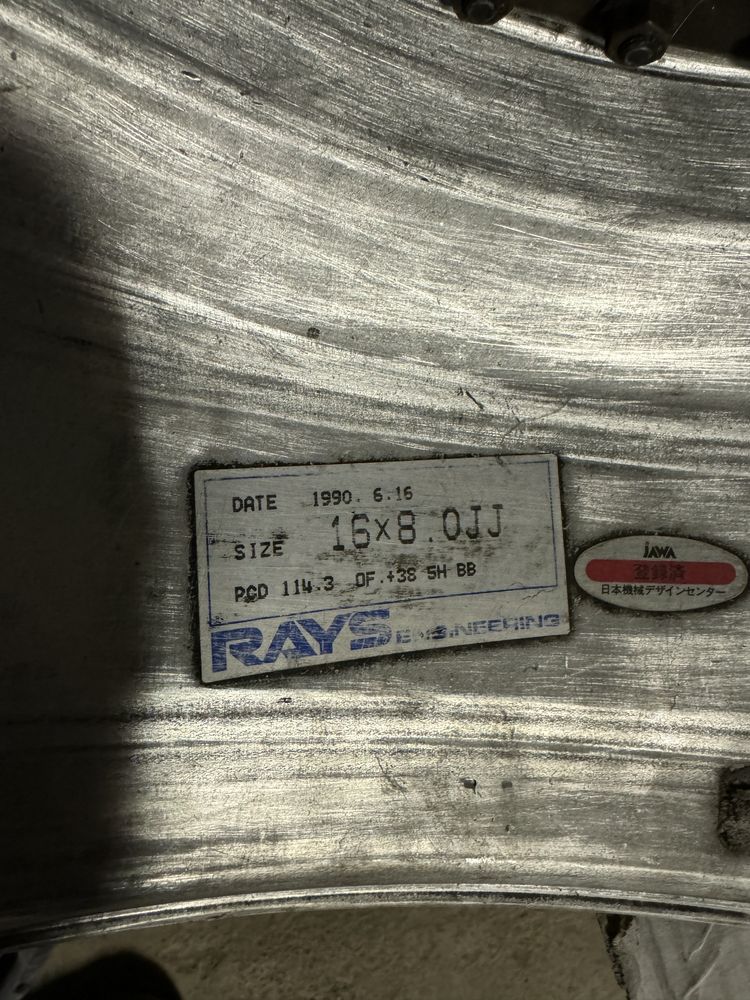 DATE 1990. 6.16
SIZE 16×8.0JJ
PCD 114.3 OF.+38 5H BB
RAYS ENGINEERING
JAWA
登録済
日本機械デザインセンター